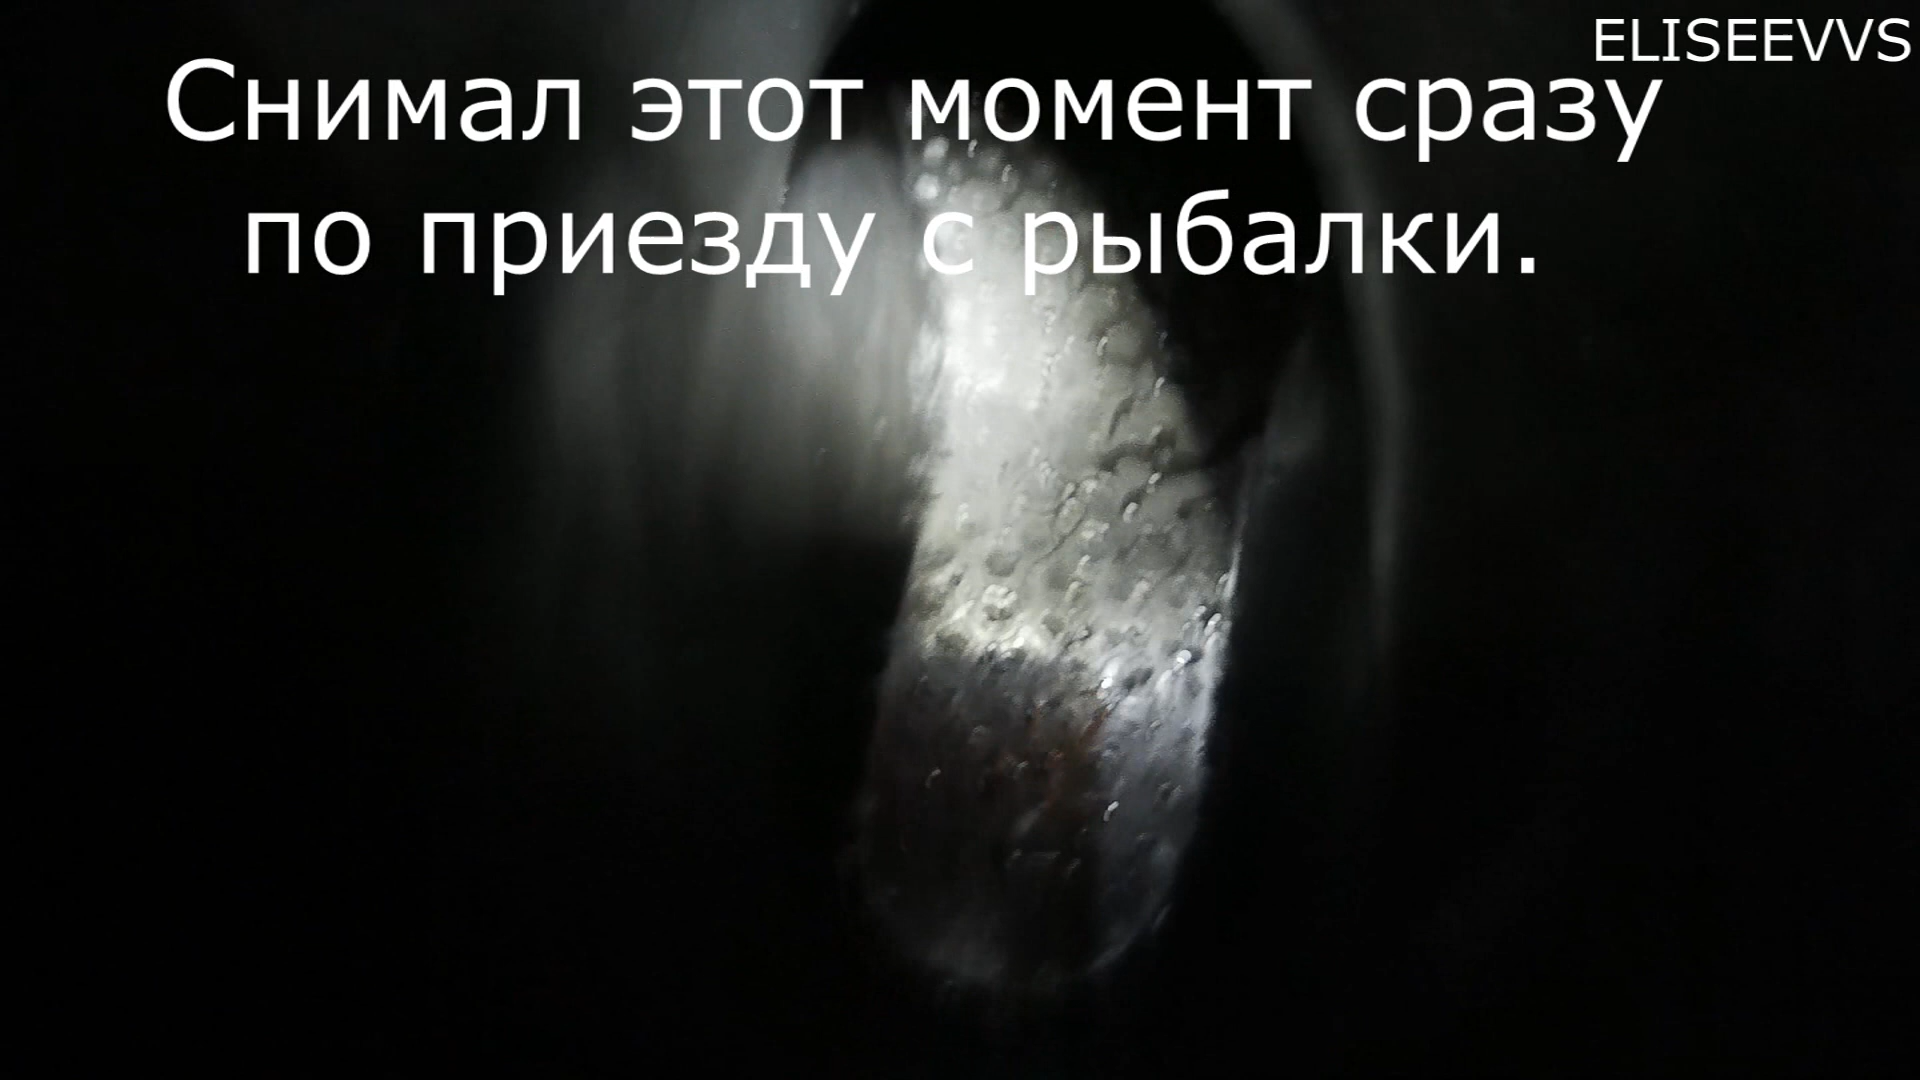 ELISEEVVS
Снимал этот момент сразу
по приезду с рыбалки.